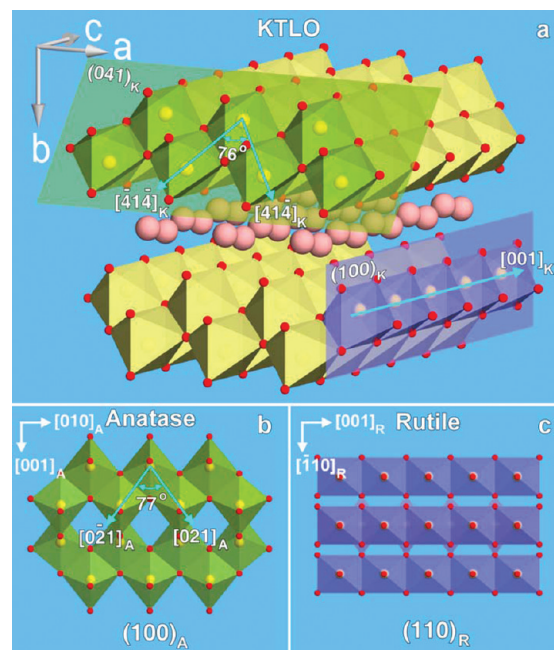 KTLO
a
c
a
b
(041)K
76°
[4̄14̄]K
[414̄]K
(100)K
[001]K
[010]A
Anatase
b
[001]A
77°
[02̄1]A
[021]A
(100)A
[001]R
Rutile
c
[1̄10]R
(110)R